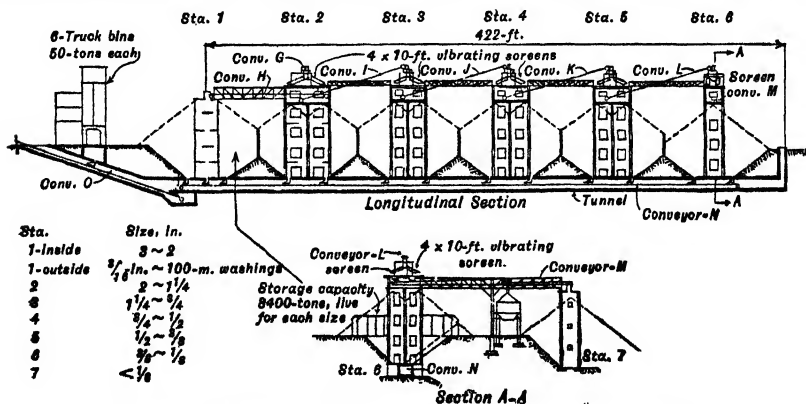 Sta. 1 Sta. 2 Sta. 3 Sta. 4 Sta. 5 Sta. 6
422-ft.
6-Truck bins
50-tons each
Conv. G
4 x 10-ft. vibrating screens
Conv. H
Conv. I
Conv. J
Conv. K
Conv. L
A
Screen
conv. M
Conv. O
Longitudinal Section
Tunnel
Conveyor-N
A
Sta. Size, in.
1-inside 3~2
1-outside 3/16 in.~100-m. washings
2 2~1 1/4
3 1 1/4~3/4
4 3/4~1/2
5 1/2~3/8
6 3/8~1/8
7 <1/8
Storage capacity
8400-tons, live
for each size
Conveyor-L
screen
4 x 10-ft. vibrating
screen
Conveyor-M
Sta. 6
Conv. N
Sta. 7
Section A-A